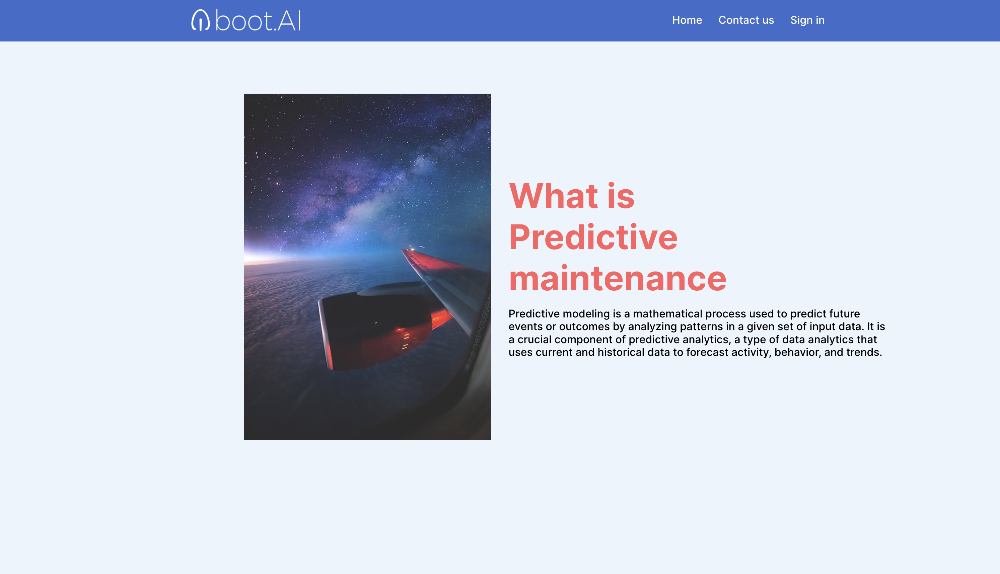 boot.AI
Home Contact us Sign in
What is
Predictive
maintenance
Predictive modeling is a mathematical process used to predict future
events or outcomes by analyzing patterns in a given set of input data. It is
a crucial component of predictive analytics, a type of data analytics that
uses current and historical data to forecast activity, behavior, and trends.
PHOTOGRAPHY